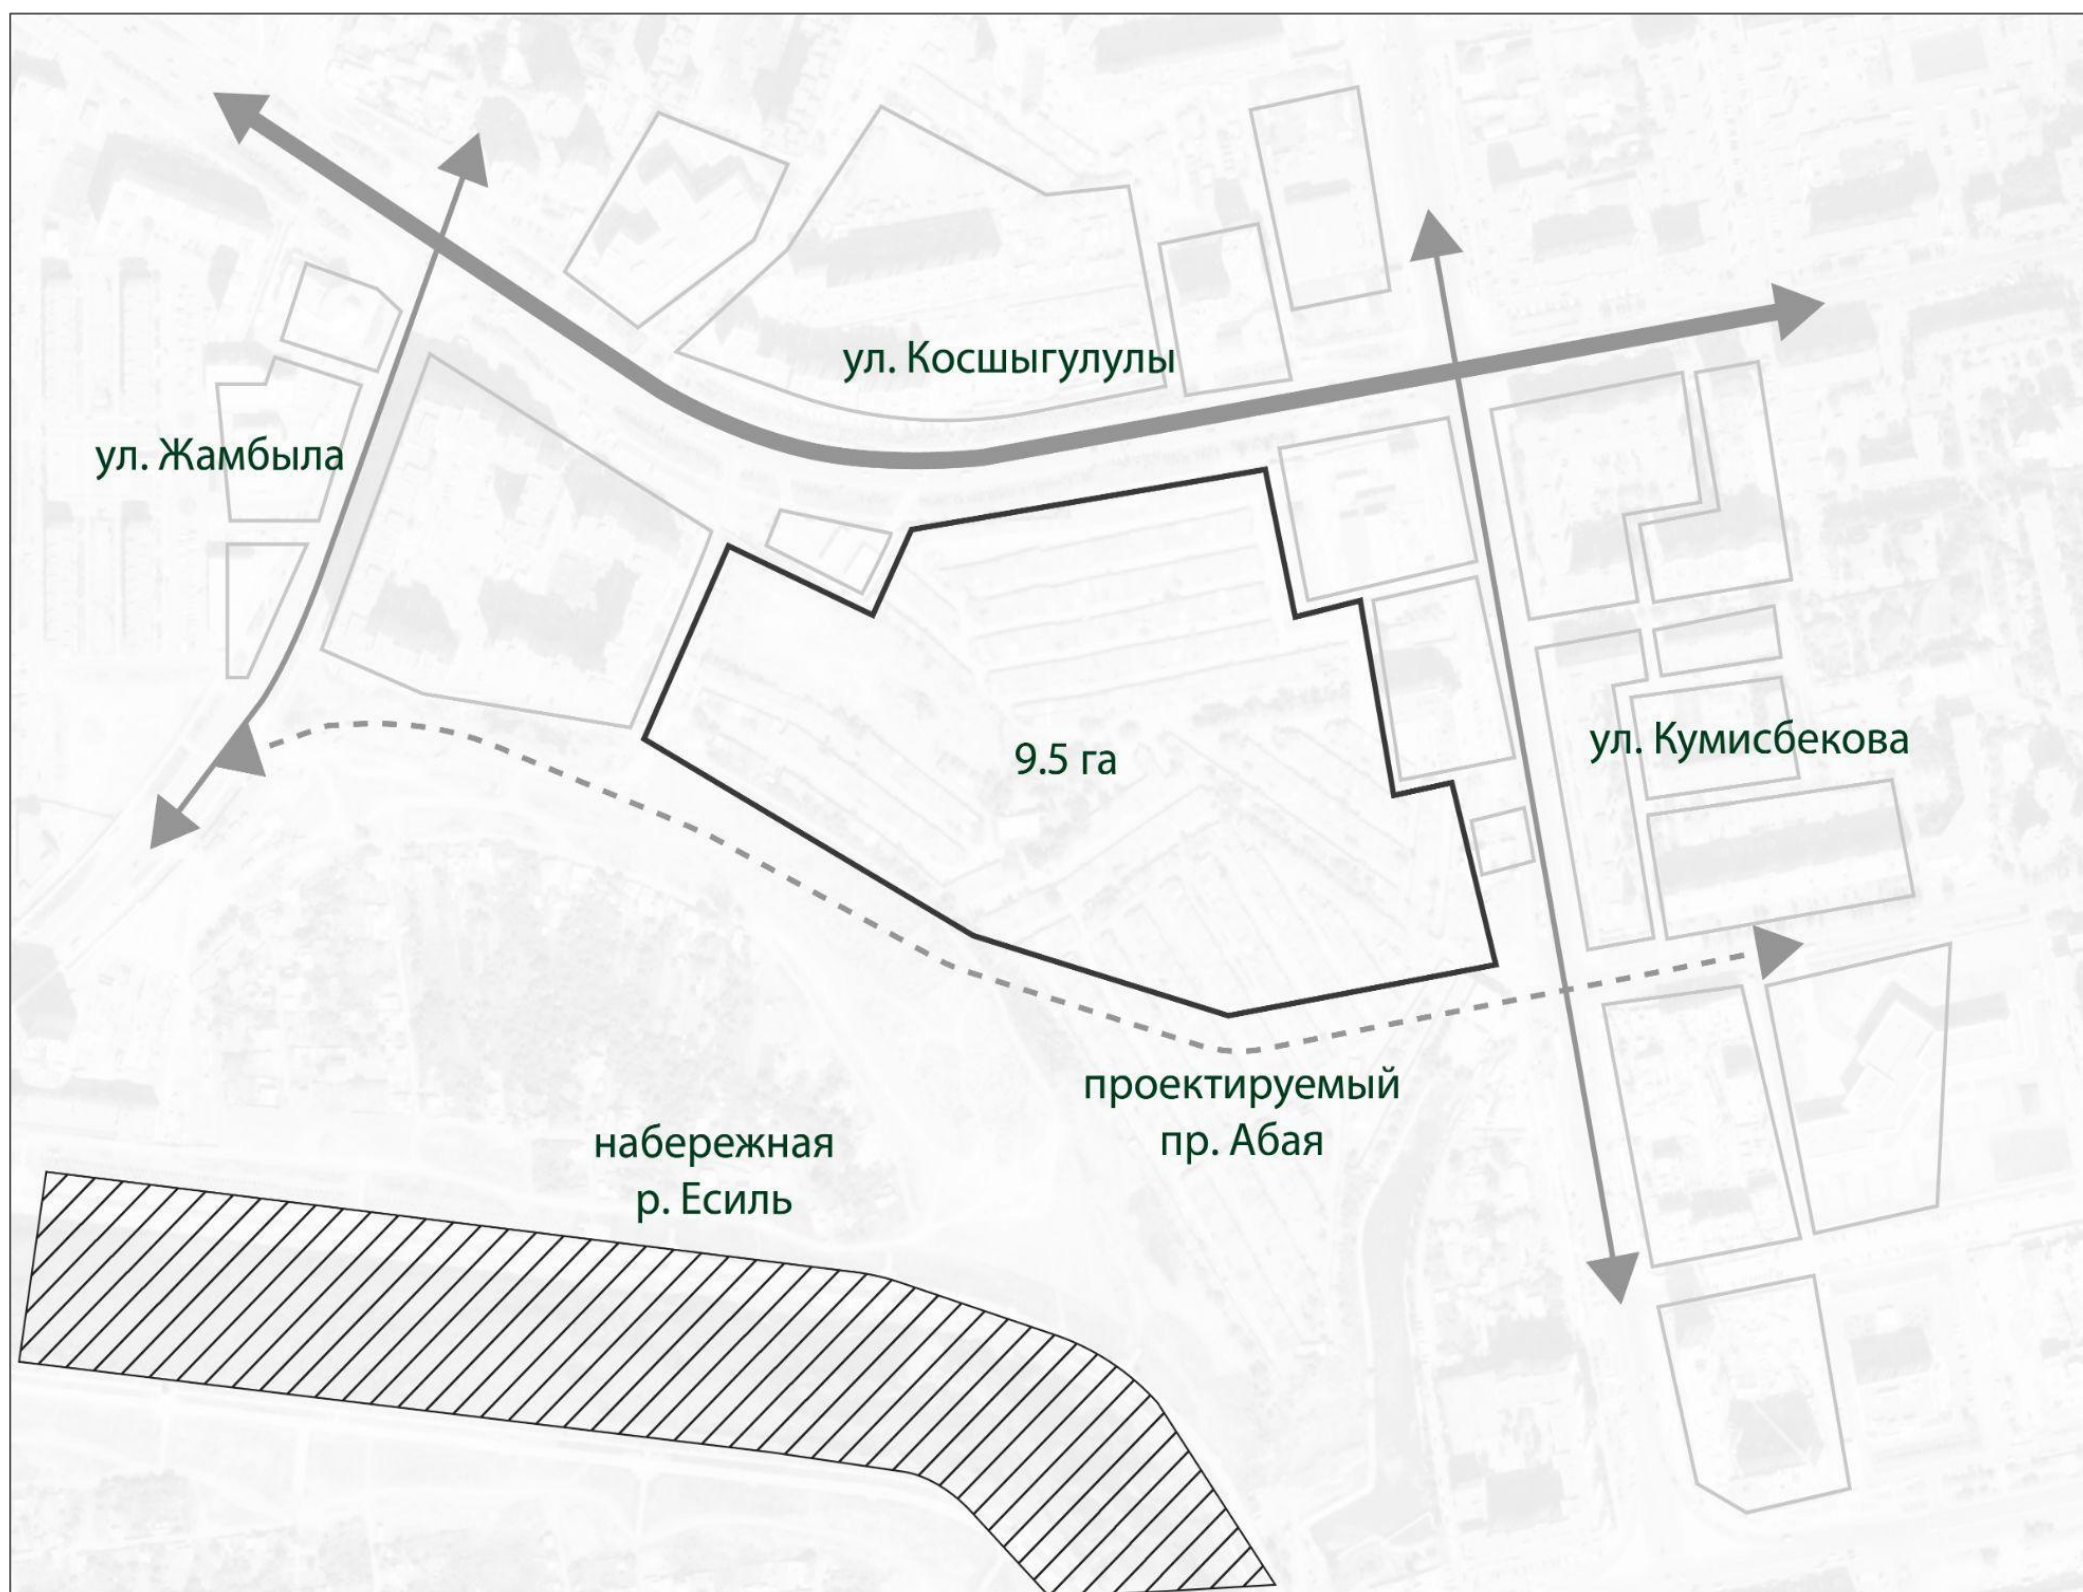 ул. Косшыгулулы
ул. Жамбыла
ул. Кумисбекова
9.5 га
проектируемый
пр. Абая
набережная
р. Есиль